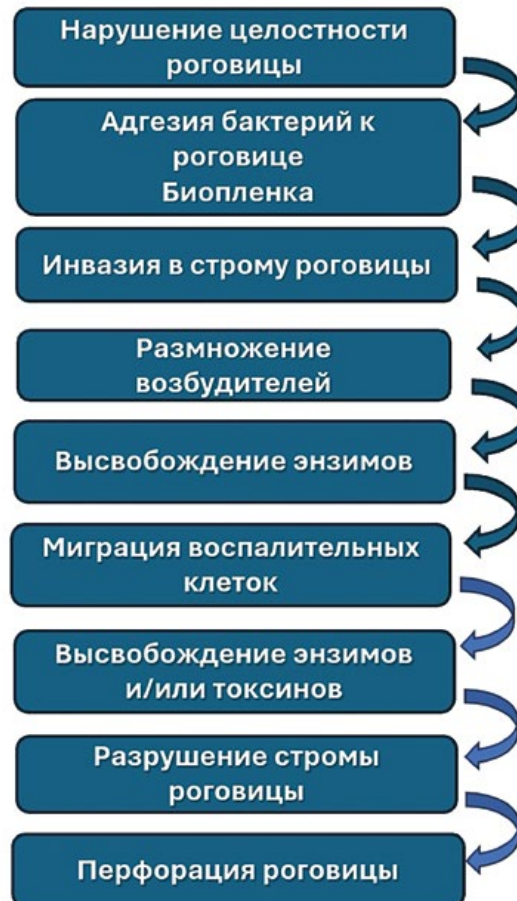 Нарушение целостности
роговицы
Адгезия бактерий к
роговице
Биопленка
Инвазия в строму роговицы
Размножение
возбудителей
Высвобождение энзимов
Миграция воспалительных
клеток
Высвобождение энзимов
и/или токсинов
Разрушение стромы
роговицы
Перфорация роговицы